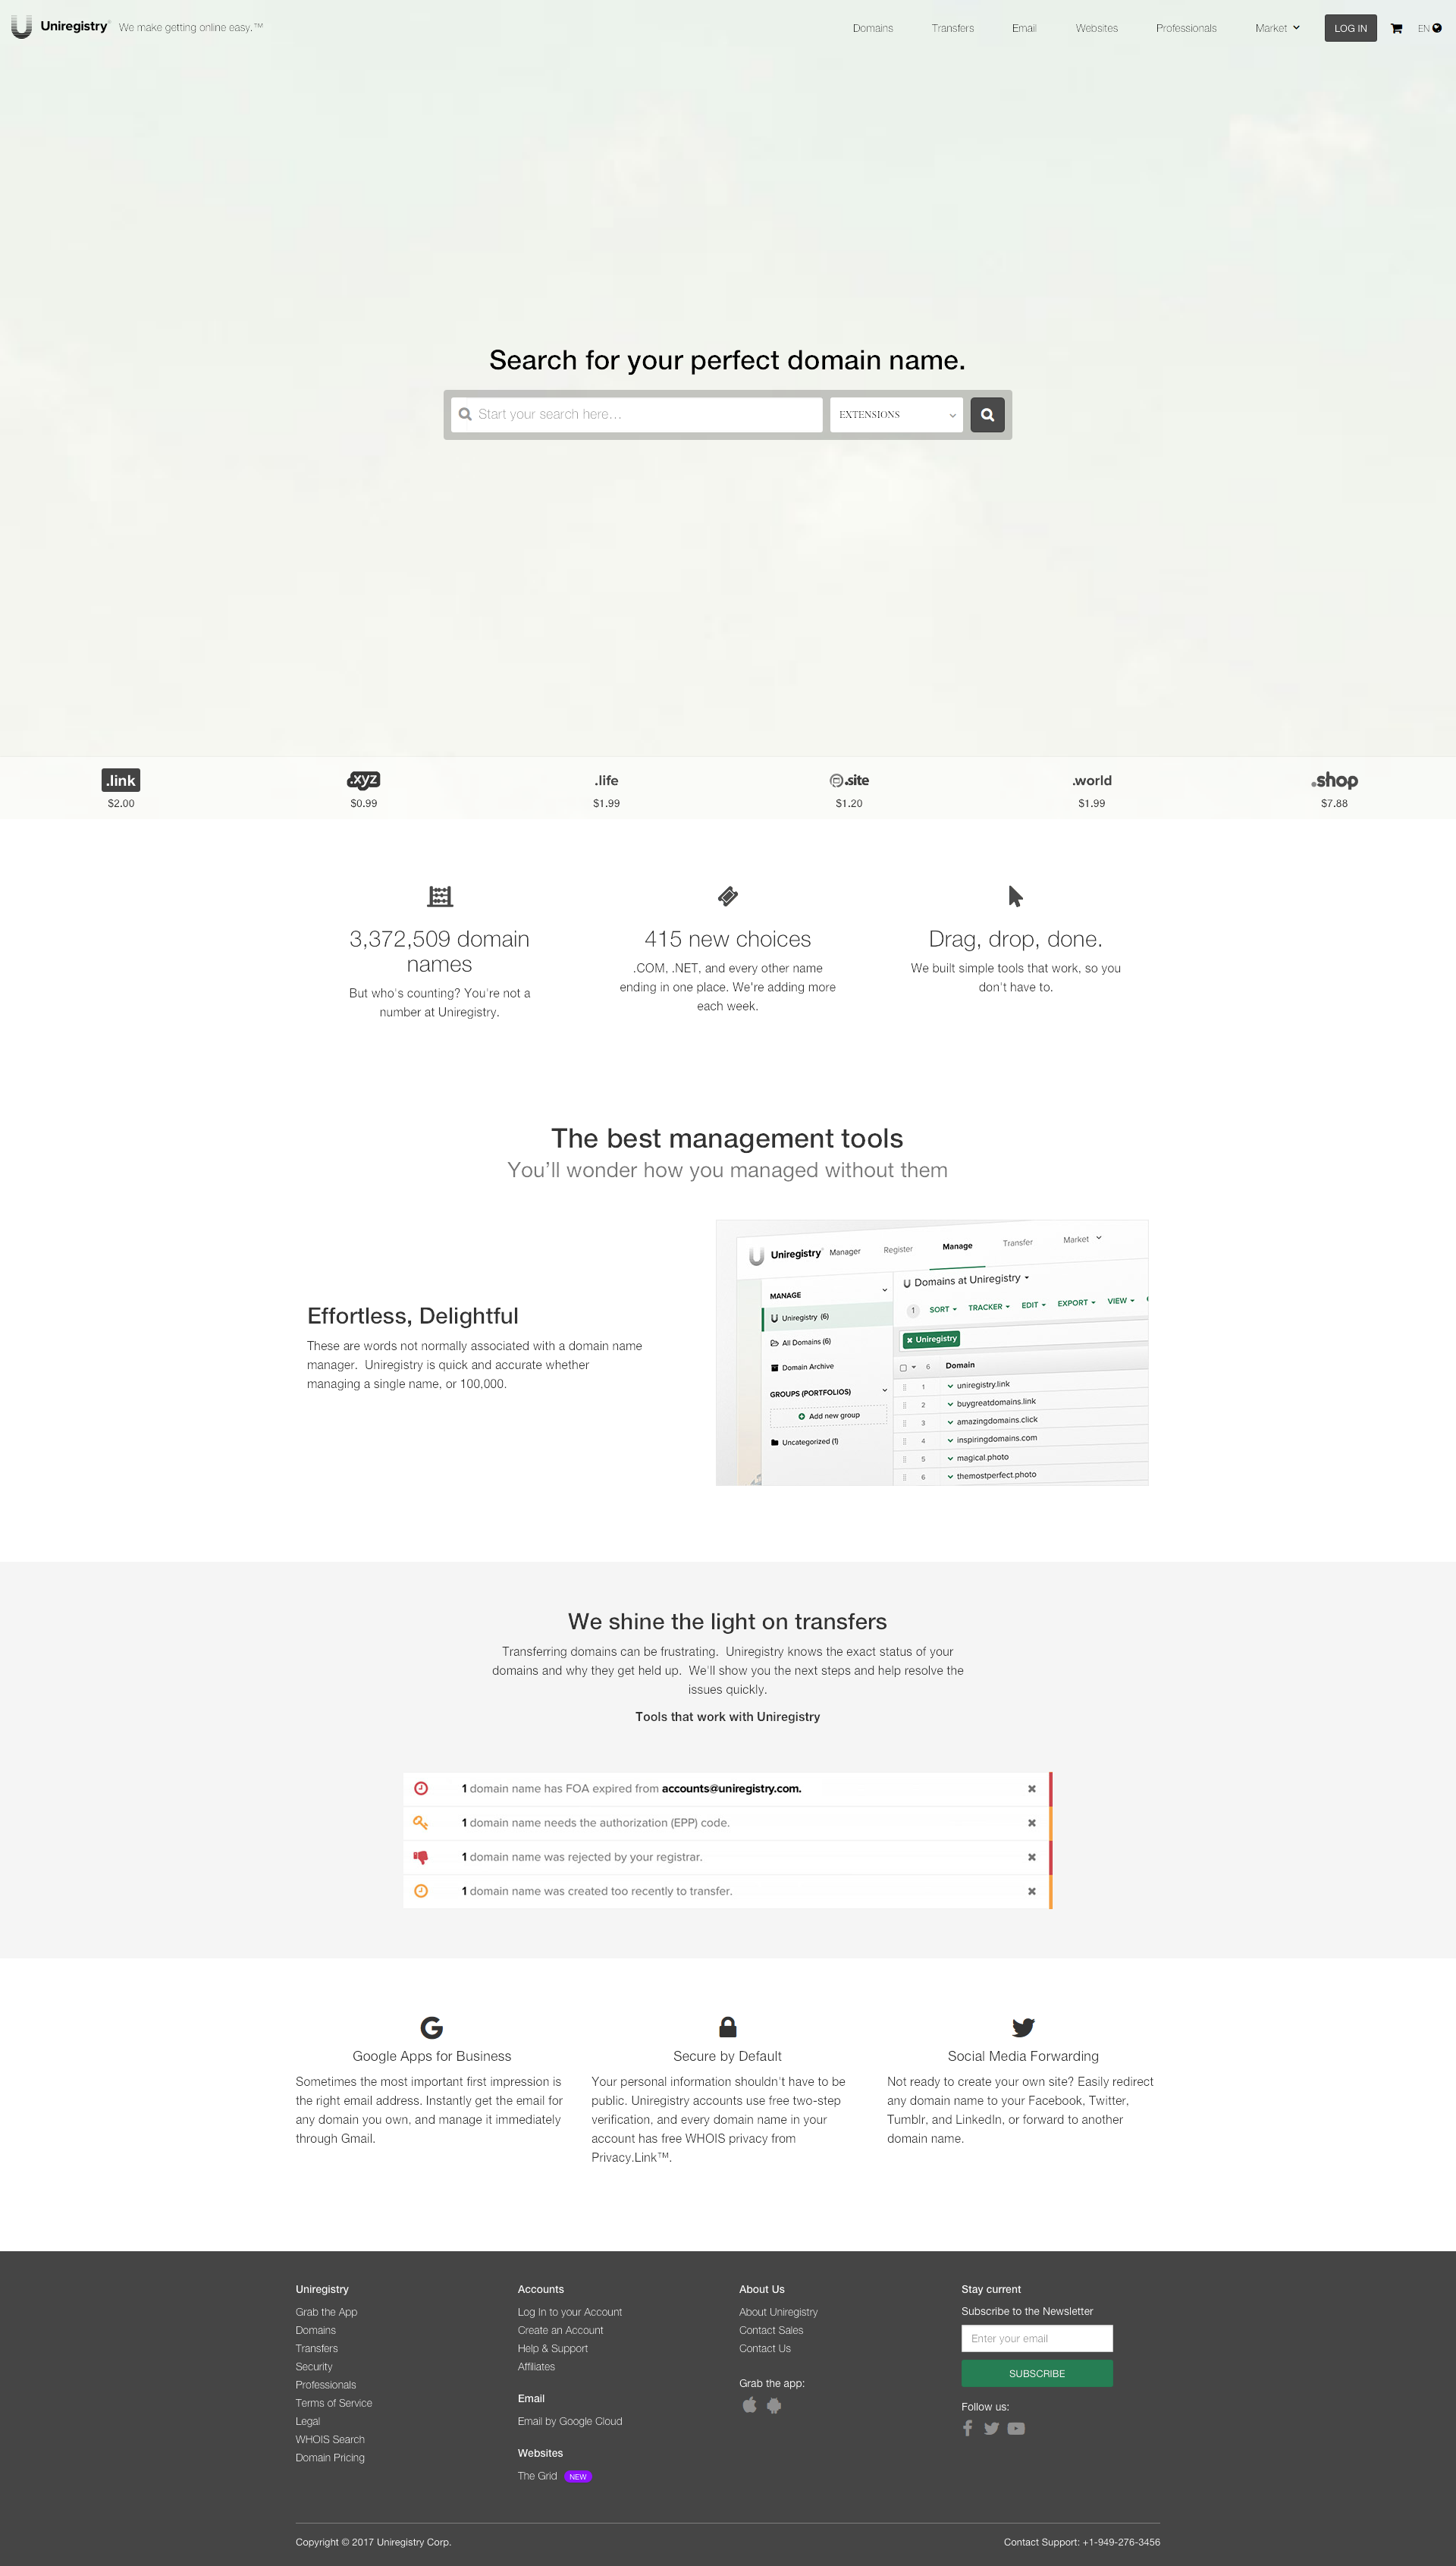 Uniregistry
We make getting online easy.™
Domains
Transfers
Email
Websites
Professionals
Market
LOG IN
EN
Search for your perfect domain name.
Start your search here...
EXTENSIONS
.link
$2.00
.xyz
$0.99
.life
$1.99
.site
$1.20
.world
$1.99
.shop
$7.88
3,372,509 domain
names
But who's counting? You're not a
number at Uniregistry.
415 new choices
.COM, .NET, and every other name
ending in one place. We're adding more
each week.
Drag, drop, done.
We built simple tools that work, so you
don't have to.
The best management tools
You'll wonder how you managed without them
Effortless, Delightful
These are words not normally associated with a domain name
manager.  Uniregistry is quick and accurate whether
managing a single name, or 100,000.
Uniregistry Manager
Register
Manage
Transfer
Market
MANAGE
Uniregistry (6)
All Domains (6)
Domain Archive
GROUPS (PORTFOLIOS)
Add new group
Uncategorized (1)
Domains at Uniregistry
1 SORT TRACKER EDIT EXPORT VIEW
Uniregistry
6 Domain
1 uniregistry.link
2 buygreatdomains.link
3 amazingdomains.click
4 inspiringdomains.com
5 magical.photo
6 themostperfect.photo
We shine the light on transfers
Transferring domains can be frustrating.  Uniregistry knows the exact status of your
domains and why they get held up.  We'll show you the next steps and help resolve the
issues quickly.
Tools that work with Uniregistry
1 domain name has FOA expired from accounts@uniregistry.com.
1 domain name needs the authorization (EPP) code.
1 domain name was rejected by your registrar.
1 domain name was created too recently to transfer.
Google Apps for Business
Sometimes the most important first impression is
the right email address. Instantly get the email for
any domain you own, and manage it immediately
through Gmail.
Secure by Default
Your personal information shouldn't have to be
public. Uniregistry accounts use free two-step
verification, and every domain name in your
account has free WHOIS privacy from
Privacy.Link™.
Social Media Forwarding
Not ready to create your own site? Easily redirect
any domain name to your Facebook, Twitter,
Tumblr, and LinkedIn, or forward to another
domain name.
Uniregistry
Grab the App
Domains
Transfers
Security
Professionals
Terms of Service
Legal
WHOIS Search
Domain Pricing
Accounts
Log In to your Account
Create an Account
Help & Support
Affiliates
Email
Email by Google Cloud
Websites
The Grid NEW
About Us
About Uniregistry
Contact Sales
Contact Us
Grab the app:
Stay current
Subscribe to the Newsletter
Enter your email
SUBSCRIBE
Follow us:
Copyright © 2017 Uniregistry Corp.
Contact Support: +1-949-276-3456